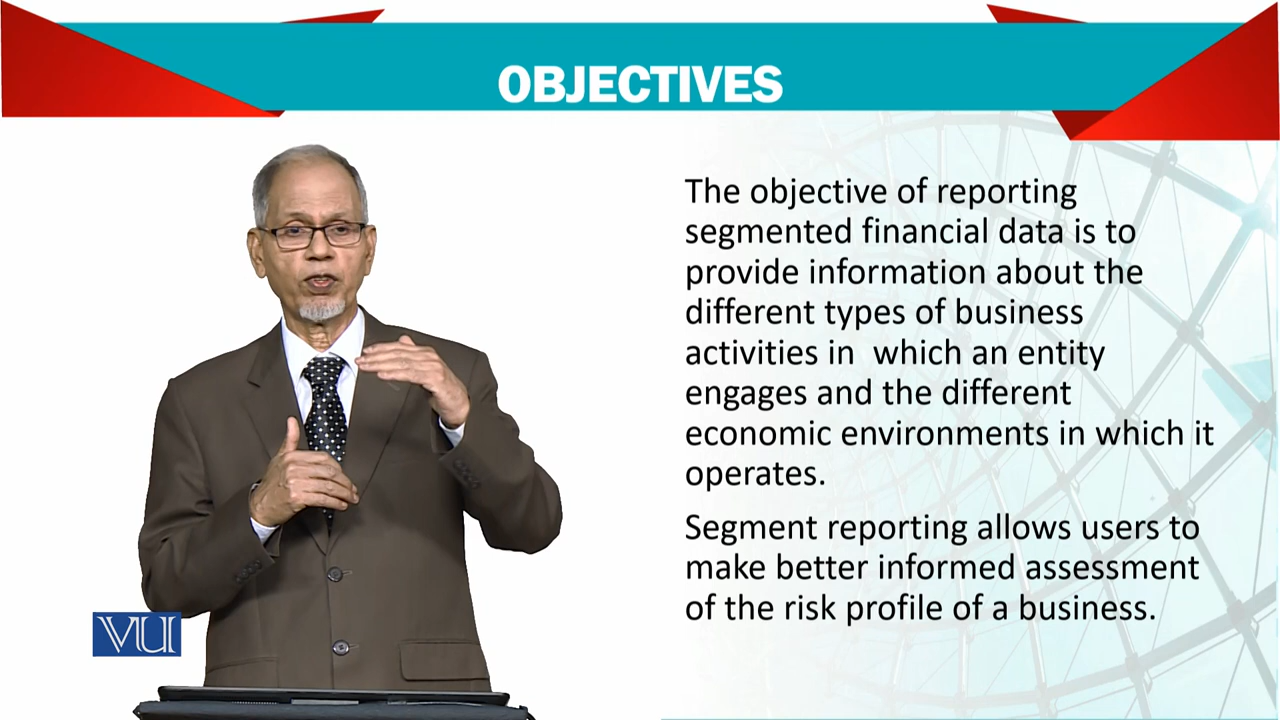 OBJECTIVES
The objective of reporting
segmented financial data is to
provide information about the
different types of business
activities in  which an entity
engages and the different
economic environments in which it
operates.
Segment reporting allows users to
make better informed assessment
of the risk profile of a business.
VU